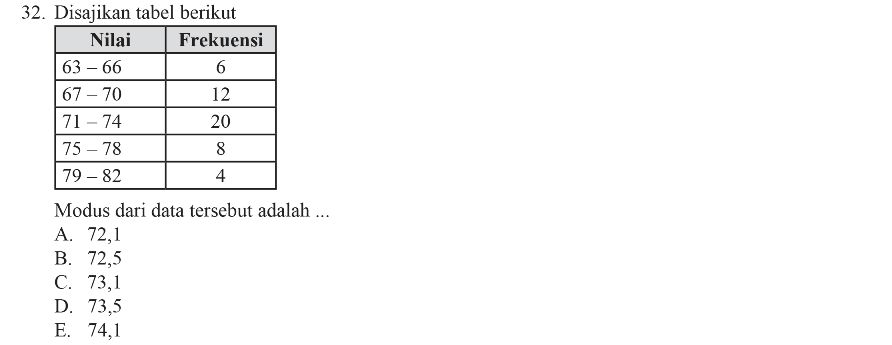 32. Disajikan tabel berikut
Nilai Frekuensi
63 – 66 6
67 – 70 12
71 – 74 20
75 – 78 8
79 – 82 4
Modus dari data tersebut adalah ...
A. 72,1
B. 72,5
C. 73,1
D. 73,5
E. 74,1